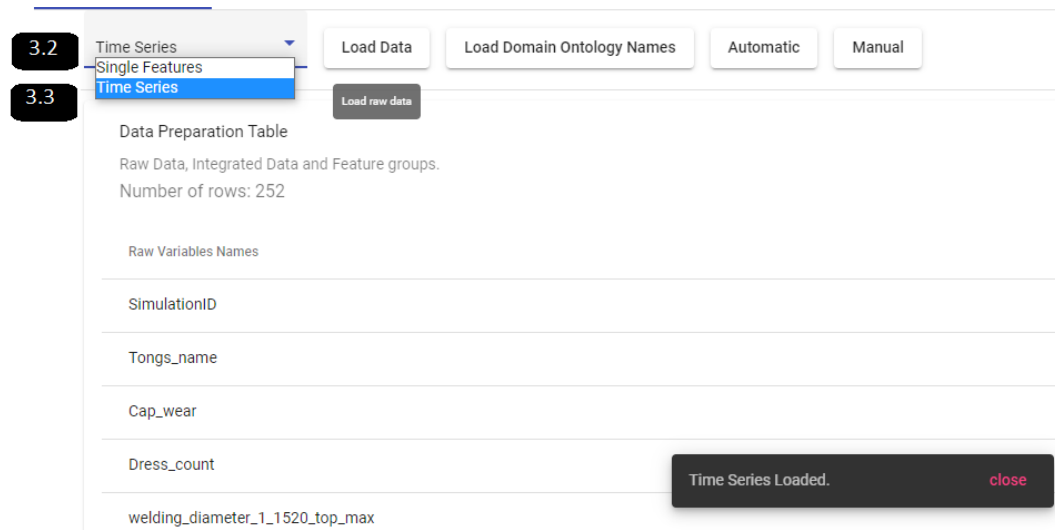 3.2
Time Series
Load Data
Load Domain Ontology Names
Automatic
Manual
Single Features
Time Series
3.3
Load raw data
Data Preparation Table
Raw Data, Integrated Data and Feature groups.
Number of rows: 252
Raw Variables Names
SimulationID
Tongs_name
Cap_wear
Dress_count
Time Series Loaded.
close
welding_diameter_1_1520_top_max